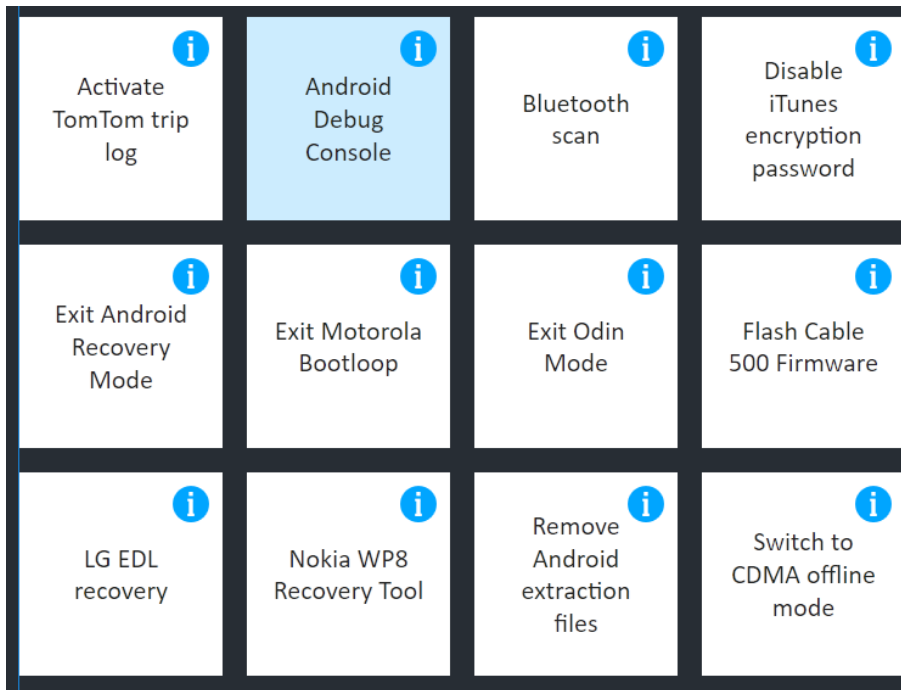 Activate
TomTom trip
log
Android
Debug
Console
Bluetooth
scan
Disable
iTunes
encryption
password
Exit Android
Recovery
Mode
Exit Motorola
Bootloop
Exit Odin
Mode
Flash Cable
500 Firmware
LG EDL
recovery
Nokia WP8
Recovery Tool
Remove
Android
extraction
files
Switch to
CDMA offline
mode